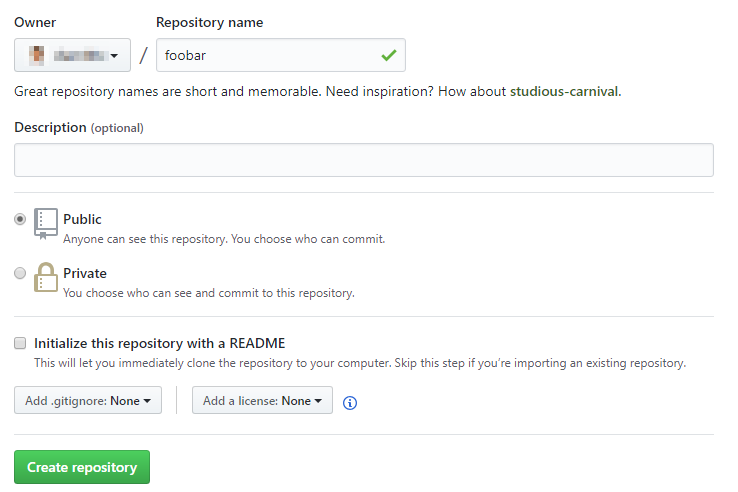 Owner
Repository name
/
foobar
Great repository names are short and memorable. Need inspiration? How about studious-carnival.
Description (optional)
Public
Anyone can see this repository. You choose who can commit.
Private
You choose who can see and commit to this repository.
Initialize this repository with a README
This will let you immediately clone the repository to your computer. Skip this step if you’re importing an existing repository.
Add .gitignore: None
Add a license: None
Create repository